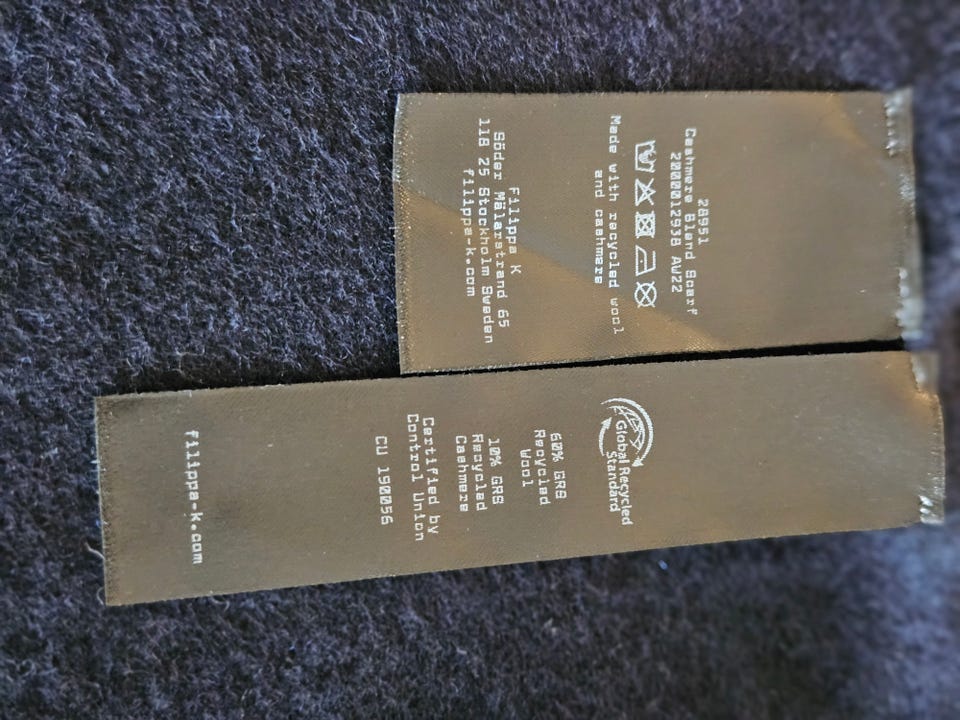 28951
Cashmere Blend Scarf
2000012938 AW22
Made with recycled wool
and cashmere
Filippa K
Söder Mälarstrand 65
118 25 Stockholm Sweden
filippa-k.com
Global Recycled
Standard
60% GRS
Recycled
Wool
10% GRS
Recycled
Cashmere
Certified by
Control Union
CU 190056
filippa-k.com